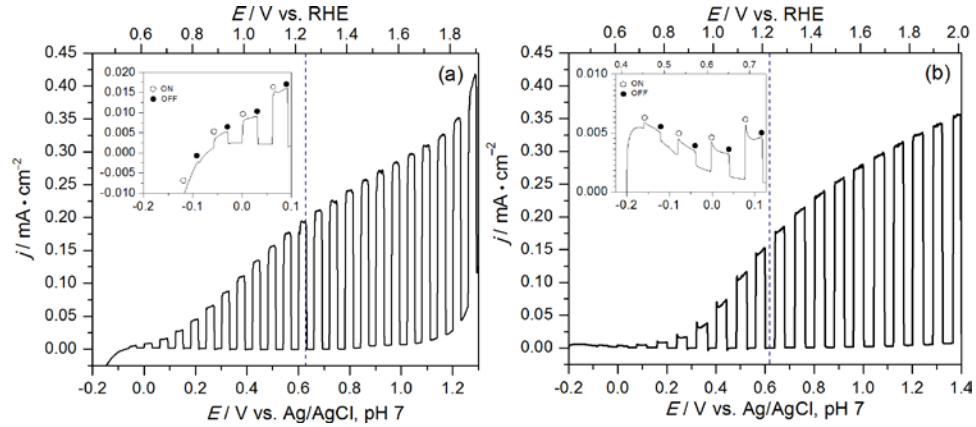 E / V vs. RHE
0.6 0.8 1.0 1.2 1.4 1.6 1.8
0.45
0.40
0.35
0.30
0.25
0.20
0.15
0.10
0.05
0.00
j / mA · cm⁻²
(a)
0.020
0.015
0.010
0.005
0.000
-0.005
-0.010
ON
OFF
-0.2 -0.1 0.0 0.1
-0.2 0.0 0.2 0.4 0.6 0.8 1.0 1.2
E / V vs. Ag/AgCl, pH 7
E / V vs. RHE
0.4 0.6 0.8 1.0 1.2 1.4 1.6 1.8 2.0
0.45
0.40
0.35
0.30
0.25
0.20
0.15
0.10
0.05
0.00
j / mA · cm⁻²
(b)
0.4 0.5 0.6 0.7
0.010
0.005
0.000
ON
OFF
-0.2 -0.1 0.0 0.1
-0.2 0.0 0.2 0.4 0.6 0.8 1.0 1.2 1.4
E / V vs. Ag/AgCl, pH 7